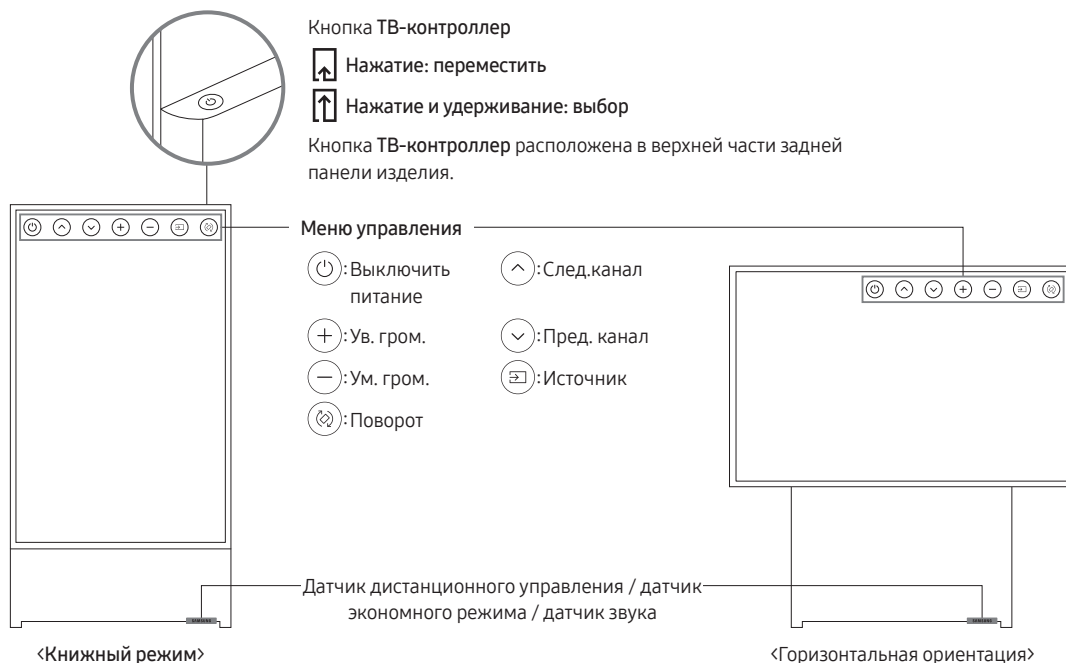 Кнопка ТВ-контроллер
Нажатие: переместить
Нажатие и удерживание: выбор
Кнопка ТВ-контроллер расположена в верхней части задней
панели изделия.
Меню управления
:Выключить
питание
:След.канал
:Ув. гром.
:Пред. канал
:Ум. гром.
:Источник
:Поворот
Датчик дистанционного управления / датчик
экономного режима / датчик звука
SAMSUNG
SAMSUNG
<Книжный режим>
<Горизонтальная ориентация>